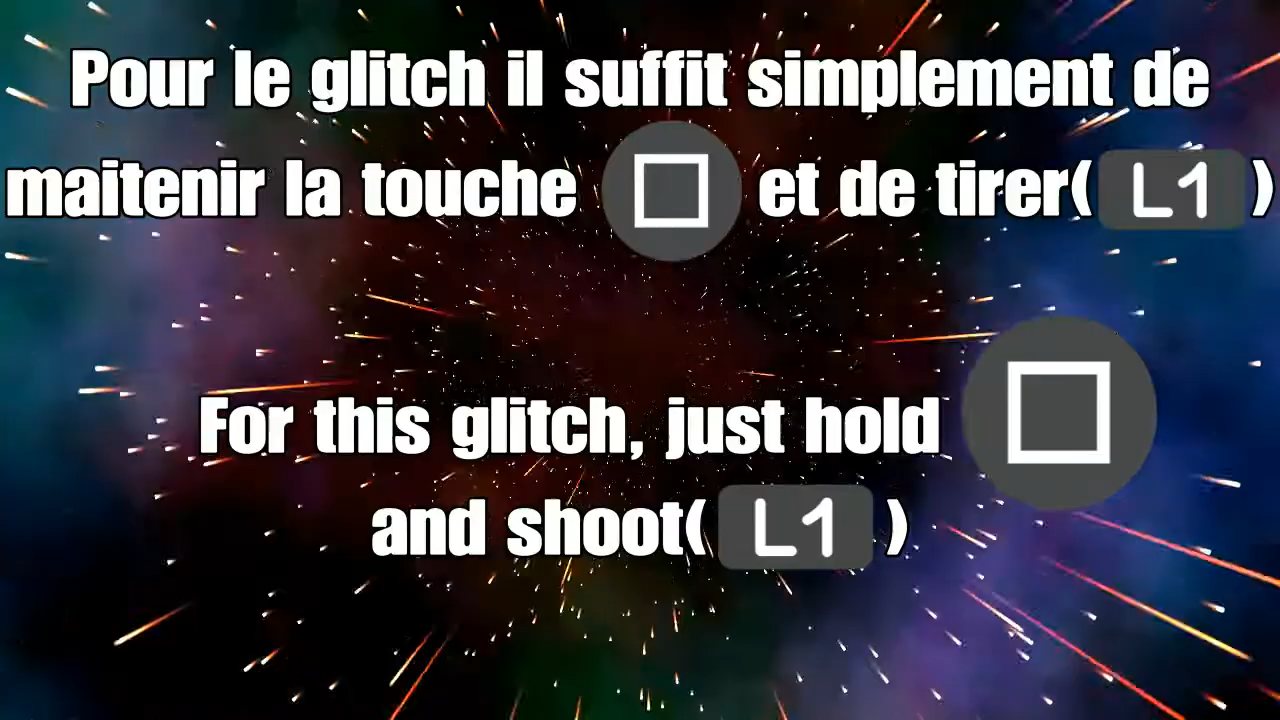 Pour le glitch il suffit simplement de
maitenir la touche et de tirer( L1 )
For this glitch, just hold
and shoot( L1 )